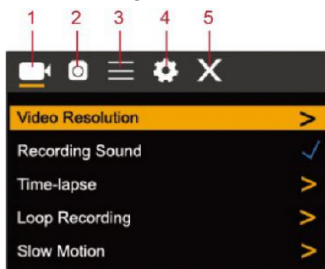 1 2 3 4 5
Video Resolution >
Recording Sound
Time-lapse >
Loop Recording >
Slow Motion >